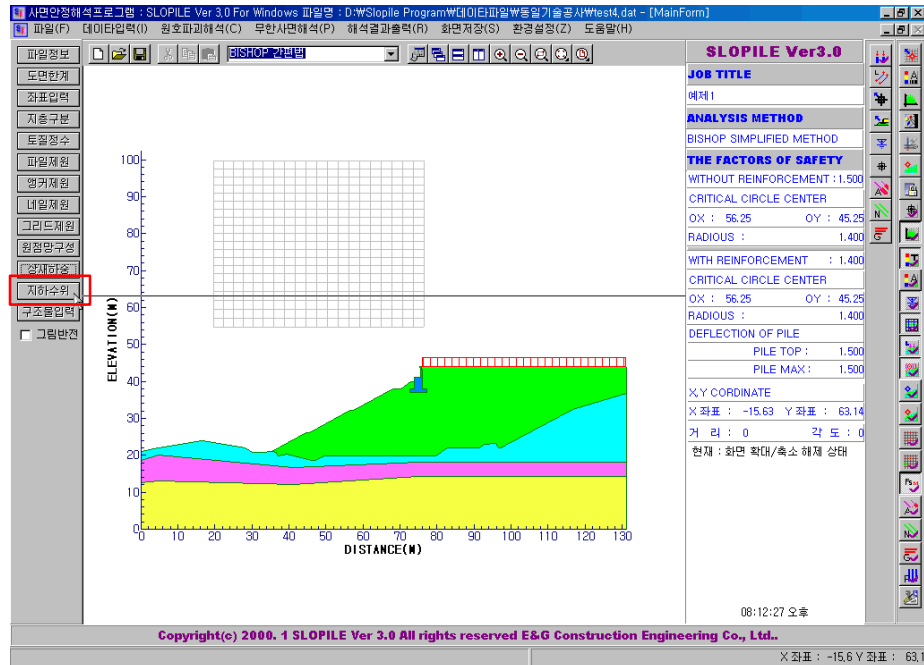 사면안정해석프로그램 : SLOPILE Ver 3,0 For Windows 파일명 : D:₩Slopile Program₩데이타파일₩동일기술공사₩test4,dat - [MainForm]
파일(F) 데이타입력(I) 원호파괴해석(C) 무한사면해석(P) 해석결과출력(R) 화면저장(S) 환경설정(Z) 도움말(H)
파일정보
도면한계
좌표입력
지층구분
토질정수
파일제원
앵커제원
네일제원
그리드제원
원점망구성
상재하중
지하수위
구조물입력
그림반전
BISHOP 간편법
ELEVATION(M)
100
90
80
70
60
50
40
30
20
10
0
0 10 20 30 40 50 60 70 80 90 100 110 120 130
DISTANCE(M)
SLOPILE Ver3.0
JOB TITLE
예제1
ANALYSIS METHOD
BISHOP SIMPLIFIED METHOD
THE FACTORS OF SAFETY
WITHOUT REINFORCEMENT : 1.500
CRITICAL CIRCLE CENTER
OX : 56.25 OY : 45.25
RADIOUS : 1.400
WITH REINFORCEMENT : 1.400
CRITICAL CIRCLE CENTER
OX : 56.25 OY : 45.25
RADIOUS : 1.400
DEFLECTION OF PILE
PILE TOP : 1.500
PILE MAX : 1.500
X,Y CORDINATE
X 좌표 : -15.63 Y 좌표 : 63.14
거 리 : 0 각 도 : 0
현재 : 화면 확대/축소 해제 상태
08:12:27 오후
Copyright(c) 2000. 1 SLOPILE Ver 3.0 All rights reserved E&G Construction Engineering Co., Ltd..
X 좌표 : -15,6 Y 좌표 : 63,1